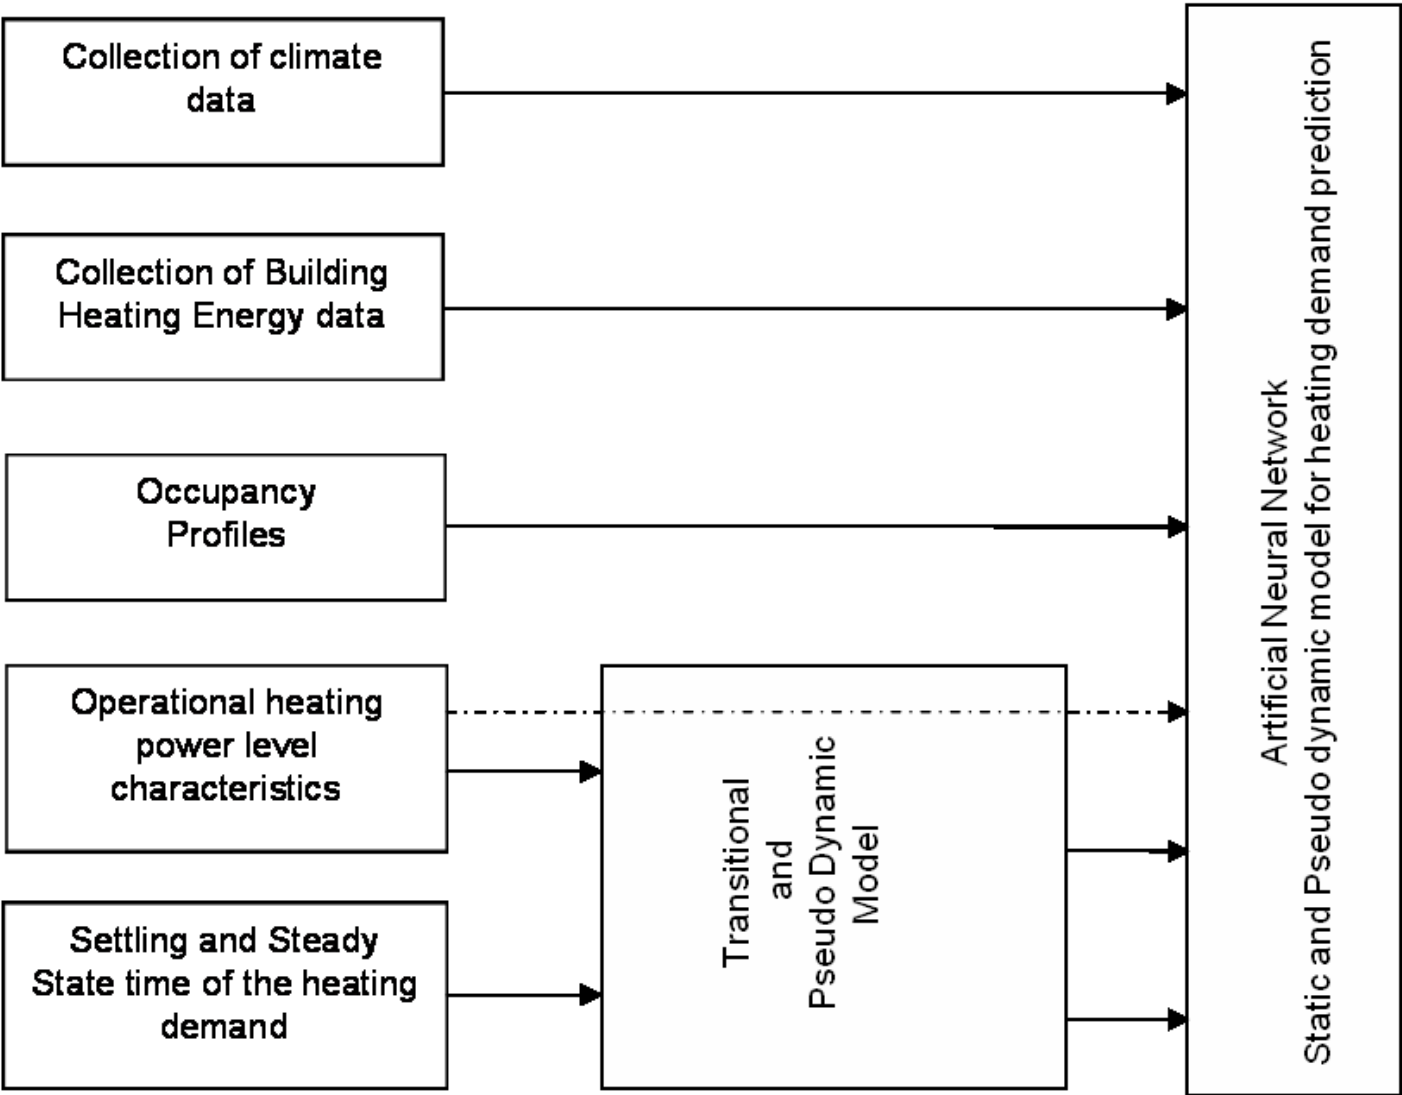 Collection of climate
data
Collection of Building
Heating Energy data
Occupancy
Profiles
Operational heating
power level
characteristics
Settling and Steady
State time of the heating
demand
Transitional
and
Pseudo Dynamic
Model
Artificial Neural Network
Static and Pseudo dynamic model for heating demand prediction